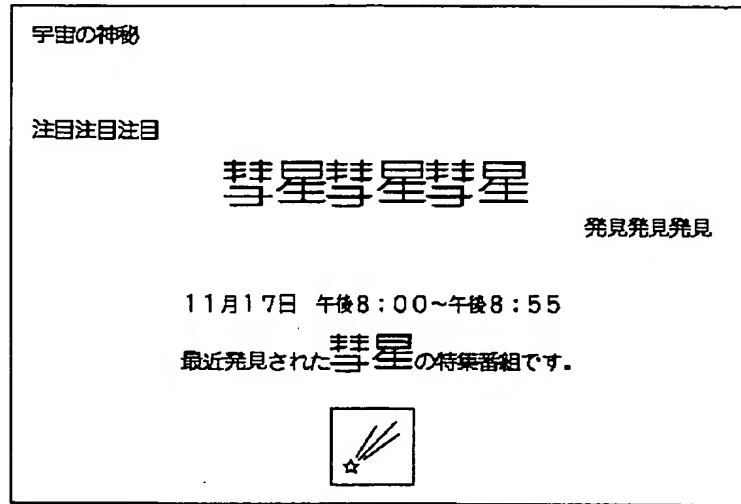 宇宙の神秘
注目注目注目
彗星彗星彗星
発見発見発見
11月17日 午後8:00～午後8:55
最近発見された彗星の特集番組です。